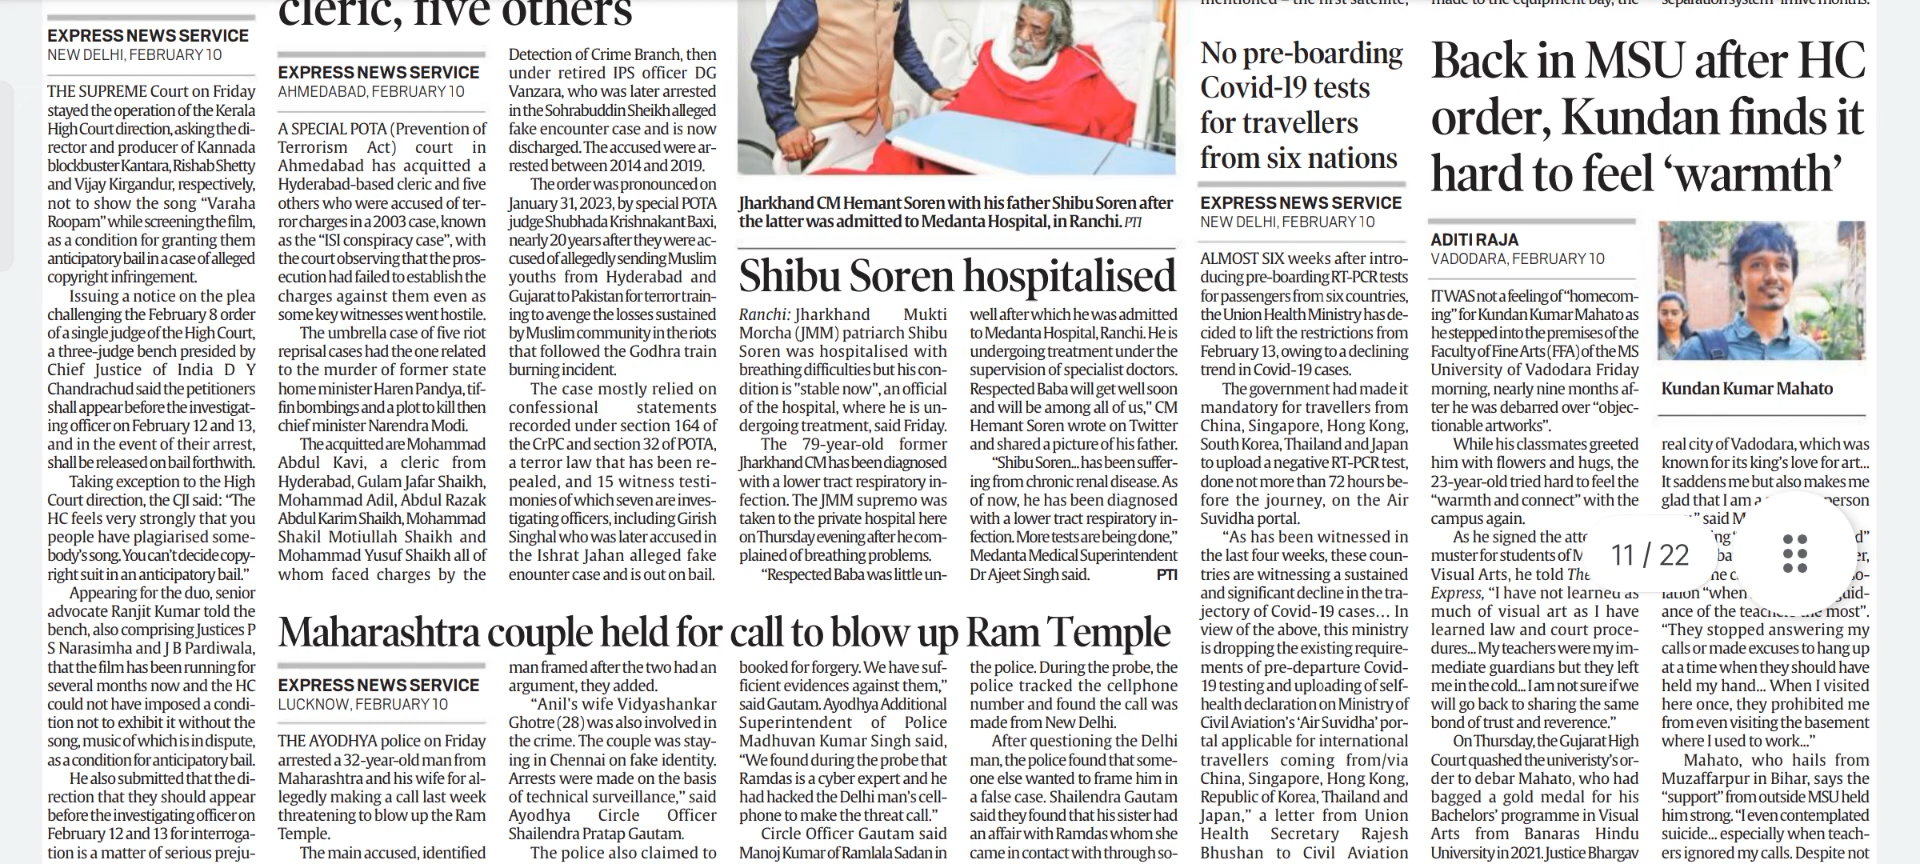 EXPRESS NEWS SERVICE
NEW DELHI, FEBRUARY 10
THE SUPREME Court on Friday
stayed the operation of the Kerala
High Court direction, asking the di-
rector and producer of Kannada
blockbuster Kantara, Rishab Shetty
and Vijay Kirgandur, respectively,
not to show the song “Varaha
Roopam” while screening the film,
as a condition for granting them
anticipatory bail in a case of alleged
copyright infringement.
Issuing a notice on the plea
challenging the February 8 order
of a single judge of the High Court,
a three-judge bench presided by
Chief Justice of India D Y
Chandrachud said the petitioners
shall appear before the investigat-
ing officer on February 12 and 13,
and in the event of their arrest,
shall be released on bail forthwith.
Taking exception to the High
Court direction, the CJI said: “The
HC feels very strongly that you
people have plagiarised some-
body’s song. You can’t decide copy-
right suit in an anticipatory bail.”
Appearing for the duo, senior
advocate Ranjit Kumar told the
bench, also comprising Justices P
S Narasimha and J B Pardiwala,
that the film has been running for
several months now and the HC
could not have imposed a condi-
tion not to exhibit it without the
song, music of which is in dispute,
as a condition for anticipatory bail.
He also submitted that the di-
rection that they should appear
before the investigating officer on
February 12 and 13 for interroga-
tion is a matter of serious preju-
cleric, five others
EXPRESS NEWS SERVICE
AHMEDABAD, FEBRUARY 10
A SPECIAL POTA (Prevention of
Terrorism Act) court in
Ahmedabad has acquitted a
Hyderabad-based cleric and five
others who were accused of ter-
ror charges in a 2003 case, known
as the “ISI conspiracy case”, with
the court observing that the pros-
ecution had failed to establish the
charges against them even as
some key witnesses went hostile.
The umbrella case of five riot
reprisal cases had the one related
to the murder of former state
home minister Haren Pandya, tif-
fin bombings and a plot to kill then
chief minister Narendra Modi.
The acquitted are Mohammad
Abdul Kavi, a cleric from
Hyderabad, Gulam Jafar Shaikh,
Mohammad Adil, Abdul Razak
Abdul Karim Shaikh, Mohammad
Shakil Motiullah Shaikh and
Mohammad Yusuf Shaikh all of
whom faced charges by the
Detection of Crime Branch, then
under retired IPS officer DG
Vanzara, who was later arrested
in the Sohrabuddin Sheikh alleged
fake encounter case and is now
discharged. The accused were ar-
rested between 2014 and 2019.
The order was pronounced on
January 31, 2023, by special POTA
judge Shubhada Krishnakant Baxi,
nearly 20 years after they were ac-
cused of allegedly sending Muslim
youths from Hyderabad and
Gujarat to Pakistan for terror train-
ing to avenge the losses sustained
by Muslim community in the riots
that followed the Godhra train
burning incident.
The case mostly relied on
confessional statements
recorded under section 164 of
the CrPC and section 32 of POTA,
a terror law that has been re-
pealed, and 15 witness testi-
monies of which seven are inves-
tigating officers, including Girish
Singhal who was later accused in
the Ishrat Jahan alleged fake
enounter case and is out on bail.
Jharkhand CM Hemant Soren with his father Shibu Soren after
the latter was admitted to Medanta Hospital, in Ranchi. PTI
Shibu Soren hospitalised
Ranchi: Jharkhand Mukti
Morcha (JMM) patriarch Shibu
Soren was hospitalised with
breathing difficulties but his con-
dition is "stable now", an official
of the hospital, where he is un-
dergoing treatment, said Friday.
The 79-year-old former
Jharkhand CM has been diagnosed
with a lower tract respiratory in-
fection. The JMM supremo was
taken to the private hospital here
on Thursday evening after he com-
plained of breathing problems.
“Respected Baba was little un-
well after which he was admitted
to Medanta Hospital, Ranchi. He is
undergoing treatment under the
supervision of specialist doctors.
Respected Baba will get well soon
and will be among all of us,” CM
Hemant Soren wrote on Twitter
and shared a picture of his father.
“Shibu Soren... has been suffer-
ing from chronic renal disease. As
of now, he has been diagnosed
with a lower tract respiratory in-
fection. More tests are being done,”
Medanta Medical Superintendent
Dr Ajeet Singh said. PTI
Maharashtra couple held for call to blow up Ram Temple
EXPRESS NEWS SERVICE
LUCKNOW, FEBRUARY 10
THE AYODHYA police on Friday
arrested a 32-year-old man from
Maharashtra and his wife for al-
legedly making a call last week
threatening to blow up the Ram
Temple.
The main accused, identified
man framed after the two had an
argument, they added.
“Anil's wife Vidyashankar
Ghotre (28) was also involved in
the crime. The couple was stay-
ing in Chennai on fake identity.
Arrests were made on the basis
of technical surveillance,” said
Ayodhya Circle Officer
Shailendra Pratap Gautam.
The police also claimed to
booked for forgery. We have suf-
ficient evidences against them,”
said Gautam. Ayodhya Additional
Superintendent of Police
Madhuvan Kumar Singh said,
“We found during the probe that
Ramdas is a cyber expert and he
had hacked the Delhi man’s cell-
phone to make the threat call.”
Circle Officer Gautam said
Manoj Kumar of Ramlala Sadan in
the police. During the probe, the
police tracked the cellphone
number and found the call was
made from New Delhi.
After questioning the Delhi
man, the police found that some-
one else wanted to frame him in
a false case. Shailendra Gautam
said they found that his sister had
an affair with Ramdas whom she
came in contact with through so-
mentioned – the first satellite,
No pre-boarding
Covid-19 tests
for travellers
from six nations
EXPRESS NEWS SERVICE
NEW DELHI, FEBRUARY 10
ALMOST SIX weeks after intro-
ducing pre-boarding RT-PCR tests
for passengers from six countries,
the Union Health Ministry has de-
cided to lift the restrictions from
February 13, owing to a declining
trend in Covid-19 cases.
The government had made it
mandatory for travellers from
China, Singapore, Hong Kong,
South Korea, Thailand and Japan
to upload a negative RT-PCR test,
done not more than 72 hours be-
fore the journey, on the Air
Suvidha portal.
“As has been witnessed in
the last four weeks, these coun-
tries are witnessing a sustained
and significant decline in the tra-
jectory of Covid-19 cases... In
view of the above, this ministry
is dropping the existing require-
ments of pre-departure Covid-
19 testing and uploading of self-
health declaration on Ministry of
Civil Aviation’s ‘Air Suvidha’ por-
tal applicable for international
travellers coming from/via
China, Singapore, Hong Kong,
Republic of Korea, Thailand and
Japan,” a letter from Union
Health Secretary Rajesh
Bhushan to Civil Aviation
made to the equipment bay, the
Back in MSU after HC
order, Kundan finds it
hard to feel ‘warmth’
ADITI RAJA
VADODARA, FEBRUARY 10
IT WAS not a feeling of “homecom-
ing” for Kundan Kumar Mahato as
he stepped into the premises of the
Faculty of Fine Arts (FFA) of the MS
University of Vadodara Friday
morning, nearly nine months af-
ter he was debarred over “objec-
tionable artworks”.
While his classmates greeted
him with flowers and hugs, the
23-year-old tried hard to feel the
“warmth and connect” with the
campus again.
As he signed the atte
muster for students of M
Visual Arts, he told The
Express, “I have not learned as
much of visual art as I have
learned law and court proce-
dures... My teachers were my im-
mediate guardians but they left
me in the cold... I am not sure if we
will go back to sharing the same
bond of trust and reverence.”
On Thursday, the Gujarat High
Court quashed the univeristy’s or-
der to debar Mahato, who had
bagged a gold medal for his
Bachelors’ programme in Visual
Arts from Banaras Hindu
University in 2021. Justice Bhargav
Kundan Kumar Mahato
real city of Vadodara, which was
known for its king’s love for art...
It saddens me but also makes me
glad that I am a person
said M
11 / 22
lation “when guid-
ance of the teachers the most”.
“They stopped answering my
calls or made excuses to hang up
at a time when they should have
held my hand... When I visited
here once, they prohibited me
from even visiting the basement
where I used to work...”
Mahato, who hails from
Muzaffarpur in Bihar, says the
“support” from outside MSU held
him strong. “I even contemplated
suicide... especially when teach-
ers ignored my calls. Despite not